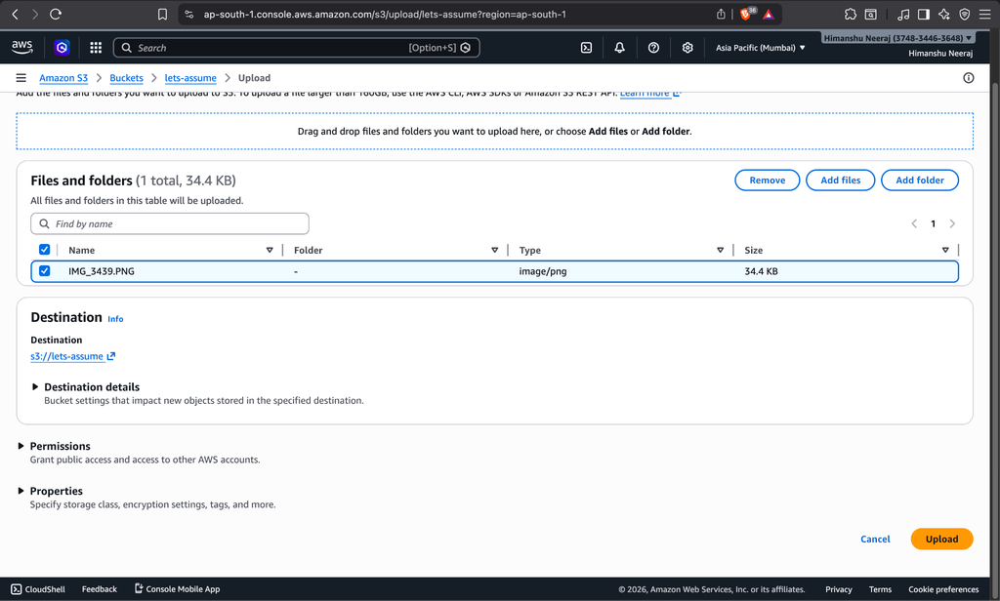 ap-south-1.console.aws.amazon.com/s3/upload/lets-assume?region=ap-south-1
36
aws
Search
[Option+S]
Asia Pacific (Mumbai) ▼
Himanshu Neeraj (3748-3446-3648) ▼
Himanshu Neeraj
Amazon S3 > Buckets > lets-assume > Upload
Add the files and folders you want to upload to S3. To upload a file larger than 160GB, use the AWS CLI, AWS SDKs or Amazon S3 REST API. Learn more
Drag and drop files and folders you want to upload here, or choose Add files or Add folder.
Files and folders (1 total, 34.4 KB)
Remove
Add files
Add folder
All files and folders in this table will be uploaded.
Find by name
1
Name
Folder
Type
Size
IMG_3439.PNG
-
image/png
34.4 KB
Destination Info
Destination
s3://lets-assume
Destination details
Bucket settings that impact new objects stored in the specified destination.
Permissions
Grant public access and access to other AWS accounts.
Properties
Specify storage class, encryption settings, tags, and more.
Cancel
Upload
CloudShell
Feedback
Console Mobile App
© 2026, Amazon Web Services, Inc. or its affiliates.
Privacy
Terms
Cookie preferences